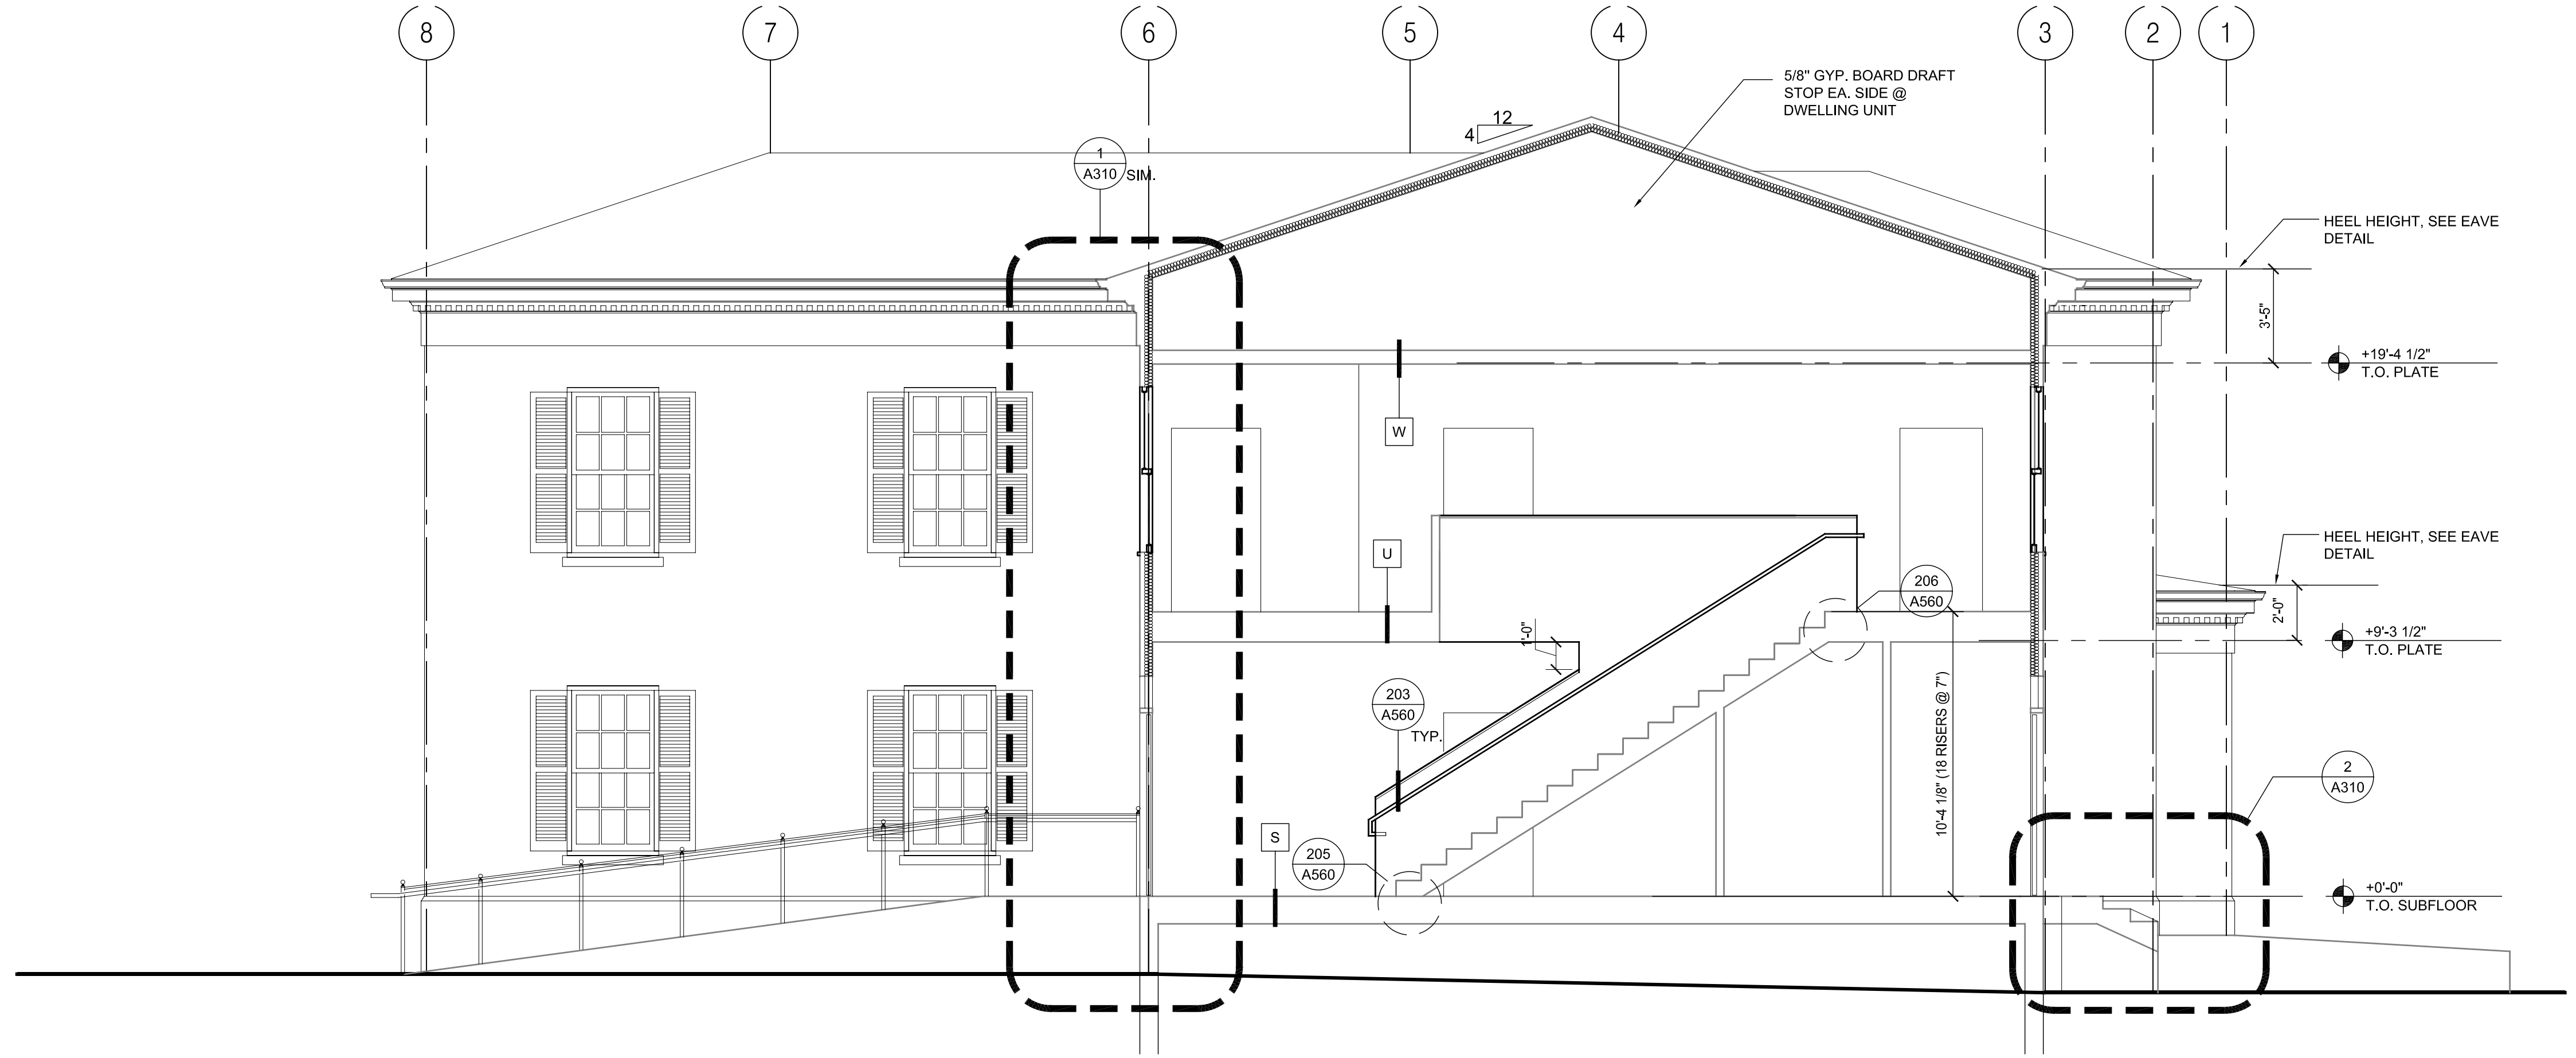 8
7
6
5
4
3
2
1
5/8" GYP. BOARD DRAFT
STOP EA. SIDE @
DWELLING UNIT
12
4
1
A310
SIM.
HEEL HEIGHT, SEE EAVE
DETAIL
3'-5"
+19'-4 1/2"
T.O. PLATE
W
HEEL HEIGHT, SEE EAVE
DETAIL
U
206
A560
2'-0"
1'-0"
+9'-3 1/2"
T.O. PLATE
203
A560
TYP.
10'-4 1/8" (18 RISERS @ 7")
2
A310
S
205
A560
+0'-0"
T.O. SUBFLOOR